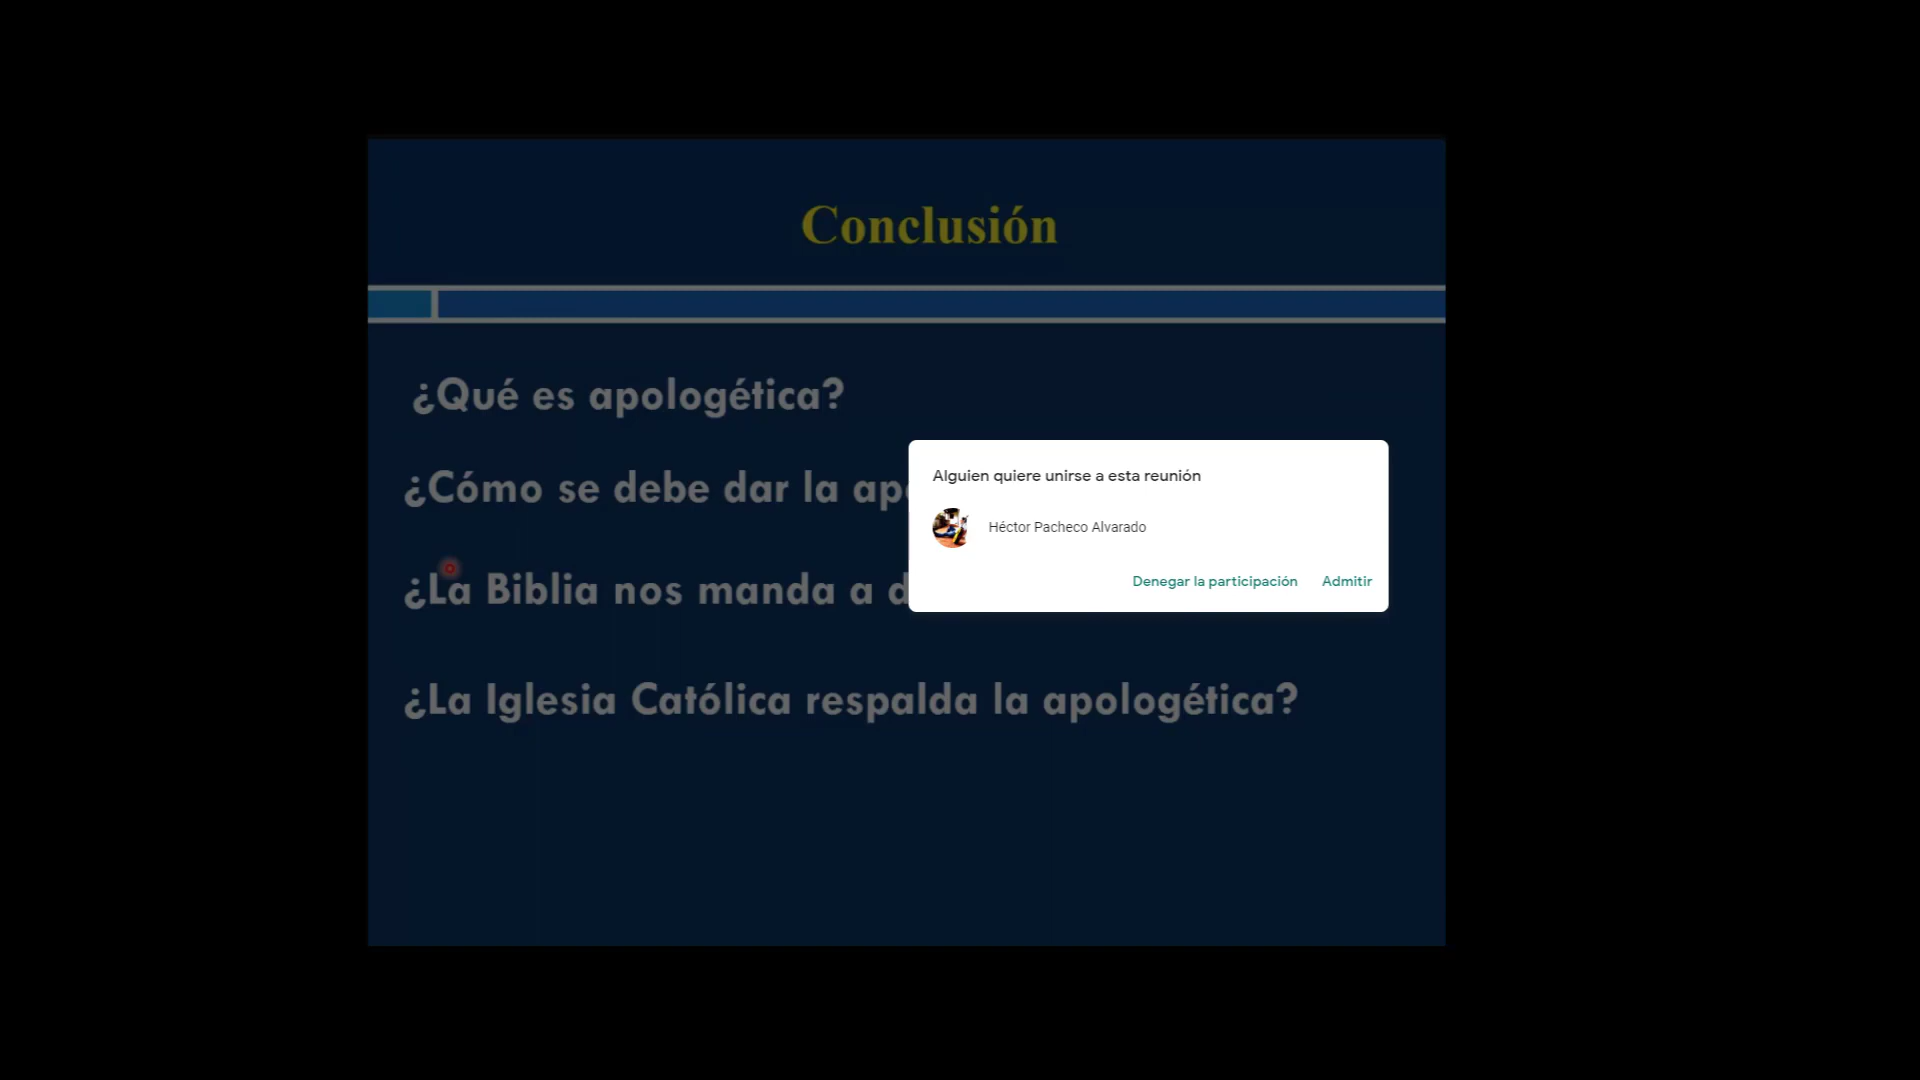 Conclusión
¿Qué es apologética?
¿Cómo se debe dar la
¿La Biblia nos manda a
¿La Iglesia Católica respalda la apologética?
Alguien quiere unirse a esta reunión
Héctor Pacheco Alvarado
Denegar la participación Admitir